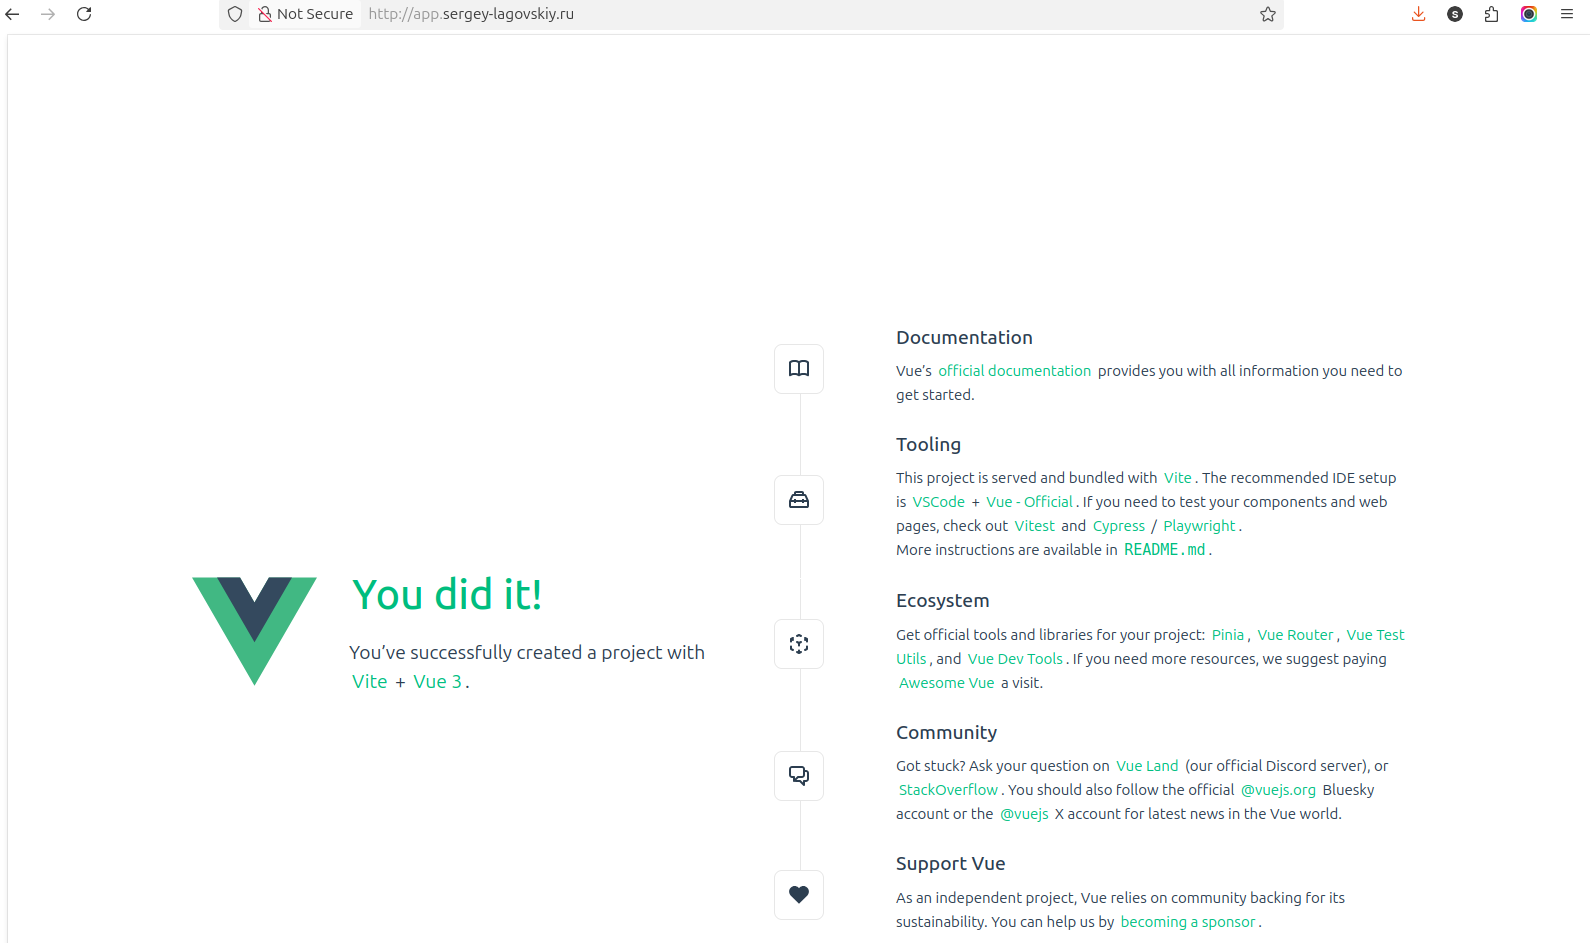 Not Secure http://app.sergey-lagovskiy.ru
S
You did it!
You’ve successfully created a project with
Vite + Vue 3.
Documentation
Vue’s official documentation provides you with all information you need to
get started.
Tooling
This project is served and bundled with Vite. The recommended IDE setup
is VSCode + Vue - Official. If you need to test your components and web
pages, check out Vitest and Cypress / Playwright.
More instructions are available in README.md.
Ecosystem
Get official tools and libraries for your project: Pinia, Vue Router, Vue Test
Utils, and Vue Dev Tools. If you need more resources, we suggest paying
Awesome Vue a visit.
Community
Got stuck? Ask your question on Vue Land (our official Discord server), or
StackOverflow. You should also follow the official @vuejs.org Bluesky
account or the @vuejs X account for latest news in the Vue world.
Support Vue
As an independent project, Vue relies on community backing for its
sustainability. You can help us by becoming a sponsor.